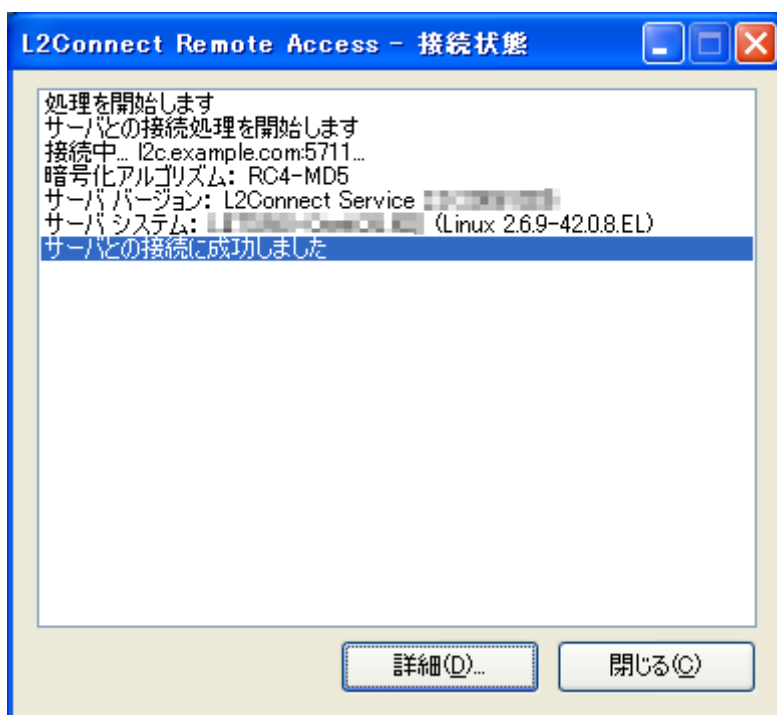 L2Connect Remote Access - 接続状態
処理を開始します
サーバとの接続処理を開始します
接続中... l2c.example.com:5711...
暗号化アルゴリズム: RC4-MD5
サーバ バージョン: L2Connect Service
サーバ システム: (Linux 2.6.9-42.0.8.EL)
サーバとの接続に成功しました
詳細(D)...
閉じる(C)